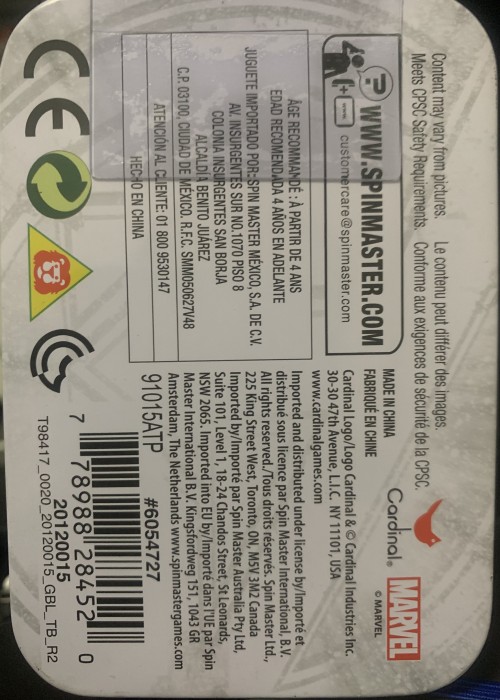 Content may vary from pictures. Le contenu peut différer des images.
Meets CPSC Safety Requirements. Conforme aux exigences de sécurité de la CPSC.
WWW.SPINMASTER.COM
customercare@spinmaster.com
ÂGE RECOMMANDÉ : À PARTIR DE 4 ANS
EDAD RECOMENDADA 4 AÑOS EN ADELANTE
JUGUETE IMPORTADO POR:SPIN MASTER MÉXICO, S.A. DE C.V.
AV. INSURGENTES SUR NO.1070 PISO 8
COLONIA INSURGENTES SAN BORJA
ALCALDÍA BENITO JUÁREZ
C.P. 03100, CIUDAD DE MÉXICO. R.F.C. SMM050627V48
ATENCIÓN AL CLIENTE: 01 800 9530147
HECHO EN CHINA
CE
Cardinal®
MARVEL
© MARVEL
MADE IN CHINA
FABRIQUÉ EN CHINE
Cardinal Logo/Logo Cardinal & © Cardinal Industries Inc.
30-30 47th Avenue, L.I.C. NY 11101, USA
www.cardinalgames.com
Imported and distributed under license by/Importé et
distribué sous licence par Spin Master International, B.V.
All rights reserved./Tous droits réservés. Spin Master Ltd.,
225 King Street West, Toronto, ON, M5V 3M2 Canada
Imported by/Importé par Spin Master Australia Pty Ltd,
Suite 101, Level 1, 18-24 Chandos Street, St Leonards,
NSW 2065. Imported into EU by/Importé dans l'UE par Spin
Master International B.V. Kingsfordweg 151, 1043 GR
Amsterdam, The Netherlands www.spinmastergames.com
91015ATP
#6054727
7 78988 28452 0
20120015
T98417_0020_20120015_GBL_TB_R2